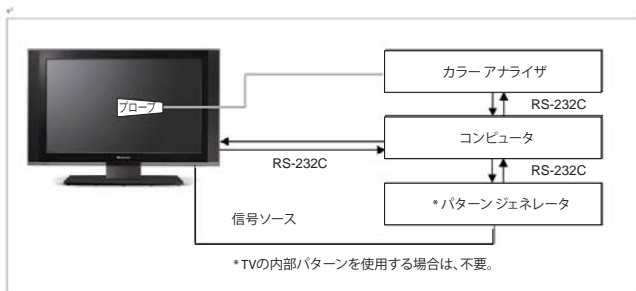 カラー アナライザ
プローブ
RS-232C
コンピュータ
RS-232C
RS-232C
*パターン ジェネレータ
信号ソース
*TVの内部パターンを使用する場合は、不要。